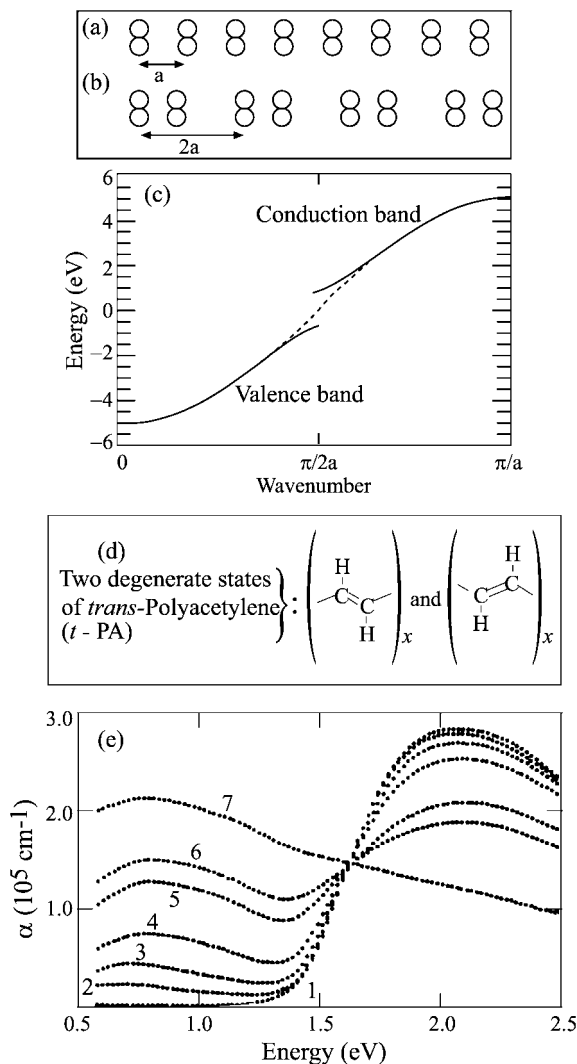 (a)
a
(b)
2a
(c)
Conduction band
Valence band
Energy (eV)
4
2
0
−2
−4
−6
0
π/2a
π/a
Wavenumber
(d)
Two degenerate states
of trans-Polyacetylene
(t - PA)
:
H
C
C
H
x
and
H
C
C
H
x
(e)
α (10⁵ cm⁻¹)
3.0
2.0
1.0
7
6
5
4
3
2
1
0.5
1.0
1.5
2.0
2.5
Energy (eV)